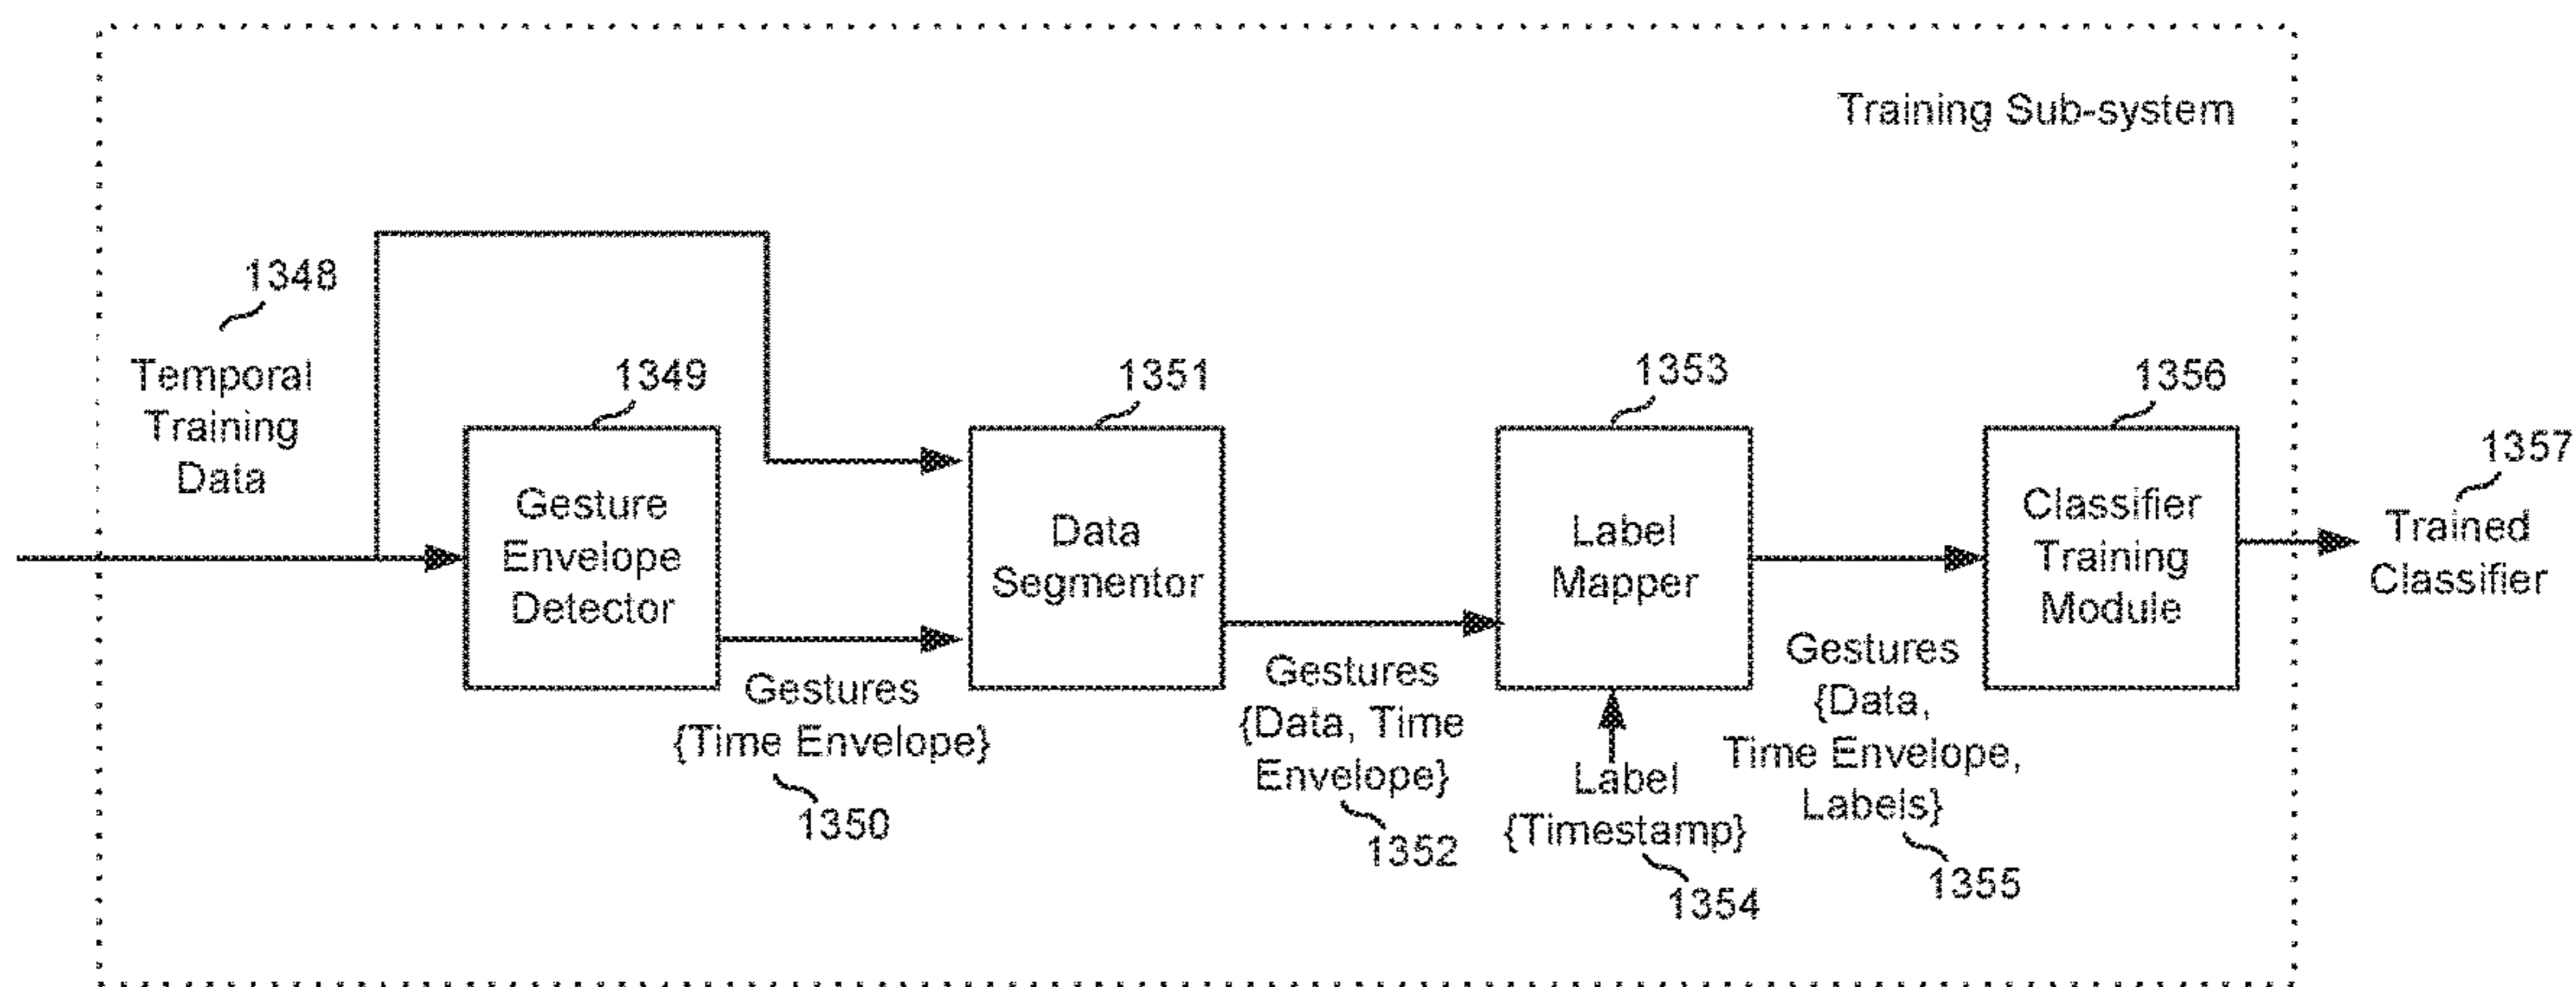 Training Sub-system
1348
Temporal
Training
Data
1349
Gesture
Envelope
Detector
Gestures
{Time Envelope}
1350
1351
Data
Segmentor
Gestures
{Data, Time
Envelope}
1352
1353
Label
Mapper
Label
{Timestamp}
1354
Gestures
{Data,
Time Envelope,
Labels}
1355
1356
Classifier
Training
Module
1357
Trained
Classifier